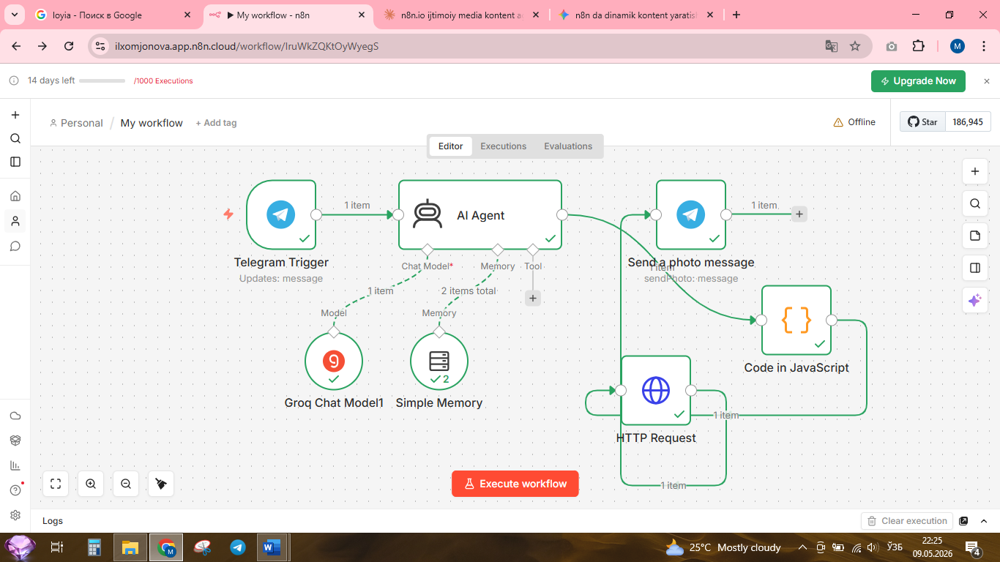 loyia - Поиск в Google
My workflow - n8n
n8n.io ijtimoiy media kontent a
n8n da dinamik kontent yaratis
ilxomjonova.app.n8n.cloud/workflow/IruWkZQKtOyWyegS
M
14 days left
/1000 Executions
Upgrade Now
Personal / My workflow
+ Add tag
Offline
Star
186,945
Editor
Executions
Evaluations
1 item
AI Agent
1 item
Telegram Trigger
Updates: message
Chat Model*
Memory
Tool
Send a photo message
1 item
sendPhoto: message
1 item
2 items total
Model
Memory
2
Groq Chat Model1
Simple Memory
Code in JavaScript
1 item
HTTP Request
1 item
Execute workflow
Logs
Clear execution
25°C Mostly cloudy
ЎЗБ
22:25
09.05.2026
4